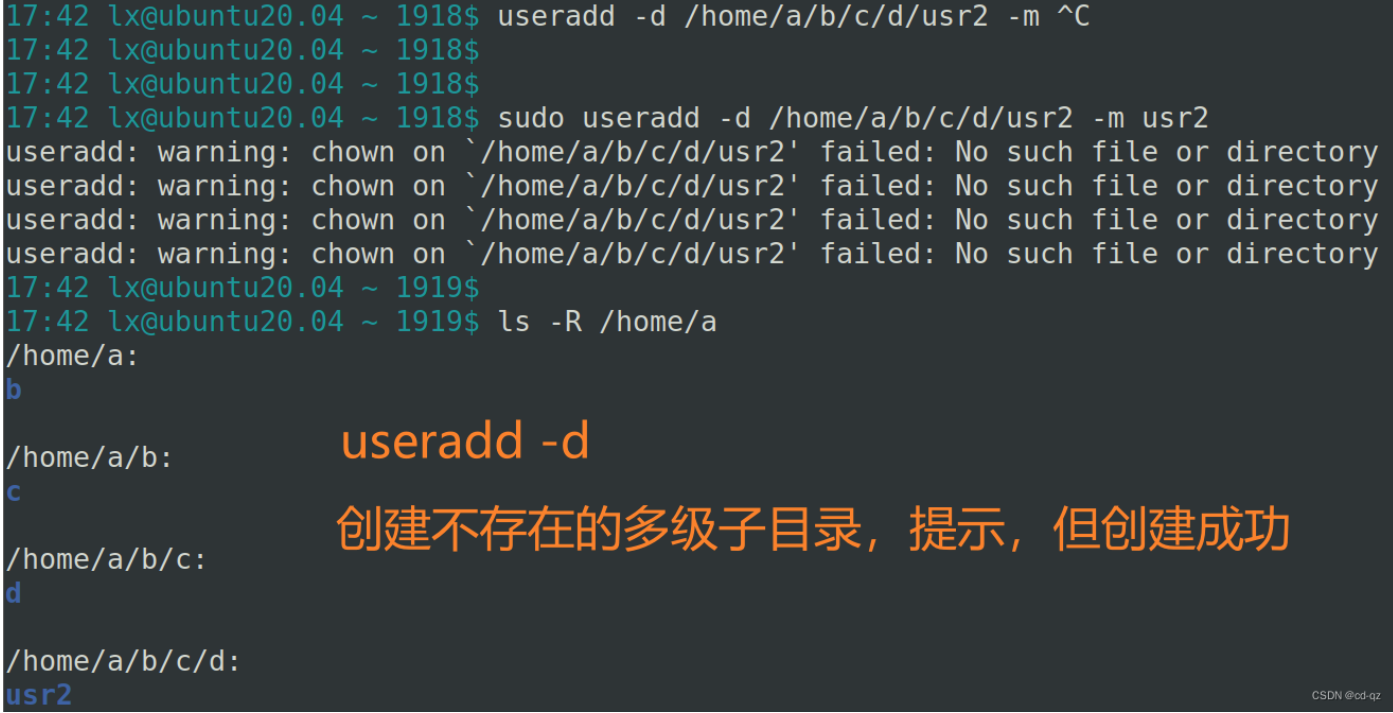 17:42 lx@ubuntu20.04 ~ 1918$ useradd -d /home/a/b/c/d/usr2 -m ^C
17:42 lx@ubuntu20.04 ~ 1918$
17:42 lx@ubuntu20.04 ~ 1918$
17:42 lx@ubuntu20.04 ~ 1918$ sudo useradd -d /home/a/b/c/d/usr2 -m usr2
useradd: warning: chown on `/home/a/b/c/d/usr2' failed: No such file or directory
useradd: warning: chown on `/home/a/b/c/d/usr2' failed: No such file or directory
useradd: warning: chown on `/home/a/b/c/d/usr2' failed: No such file or directory
useradd: warning: chown on `/home/a/b/c/d/usr2' failed: No such file or directory
17:42 lx@ubuntu20.04 ~ 1919$
17:42 lx@ubuntu20.04 ~ 1919$ ls -R /home/a
/home/a:
b
/home/a/b:
c
/home/a/b/c:
d
/home/a/b/c/d:
usr2
useradd -d
创建不存在的多级子目录，提示，但创建成功
CSDN @cd-qz